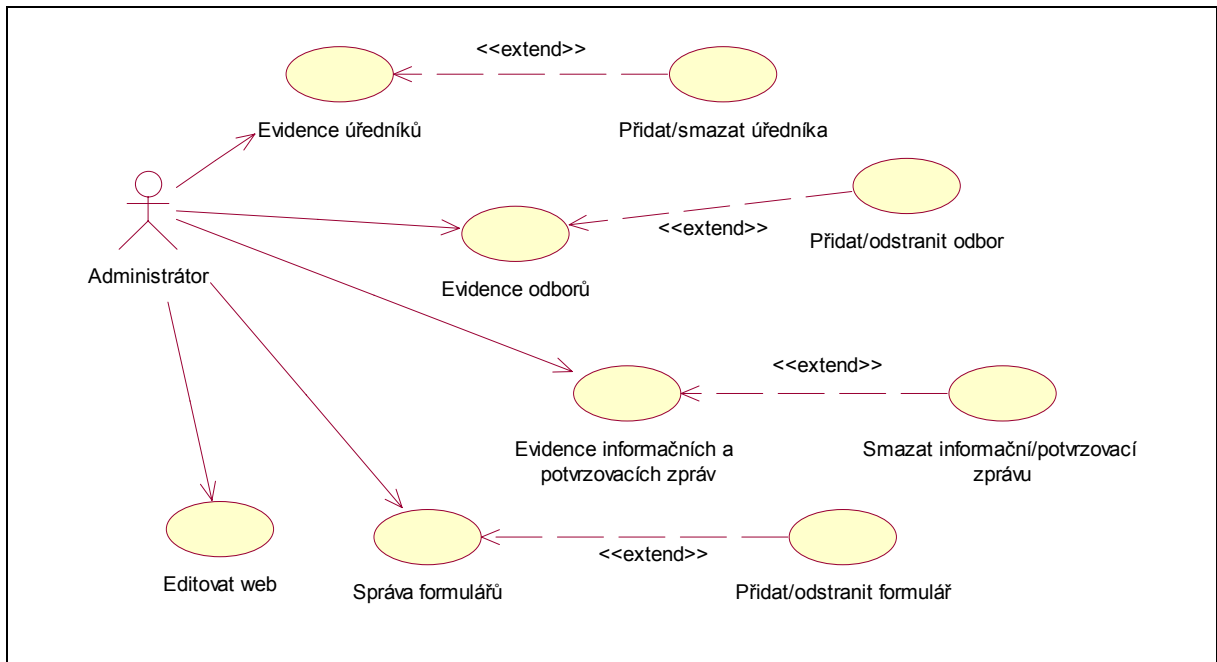 <<extend>>
Evidence úředníků
Přidat/smazat úředníka
<<extend>>
Přidat/odstranit odbor
Administrátor
Evidence odborů
<<extend>>
Evidence informačních a
potvrzovacích zpráv
Smazat informační/potvrzovací
zprávu
<<extend>>
Editovat web
Správa formulářů
Přidat/odstranit formulář